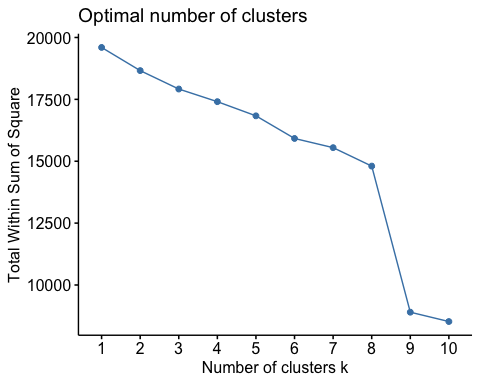 Optimal number of clusters
Total Within Sum of Square
20000
17500
15000
12500
10000
1 2 3 4 5 6 7 8 9 10
Number of clusters k